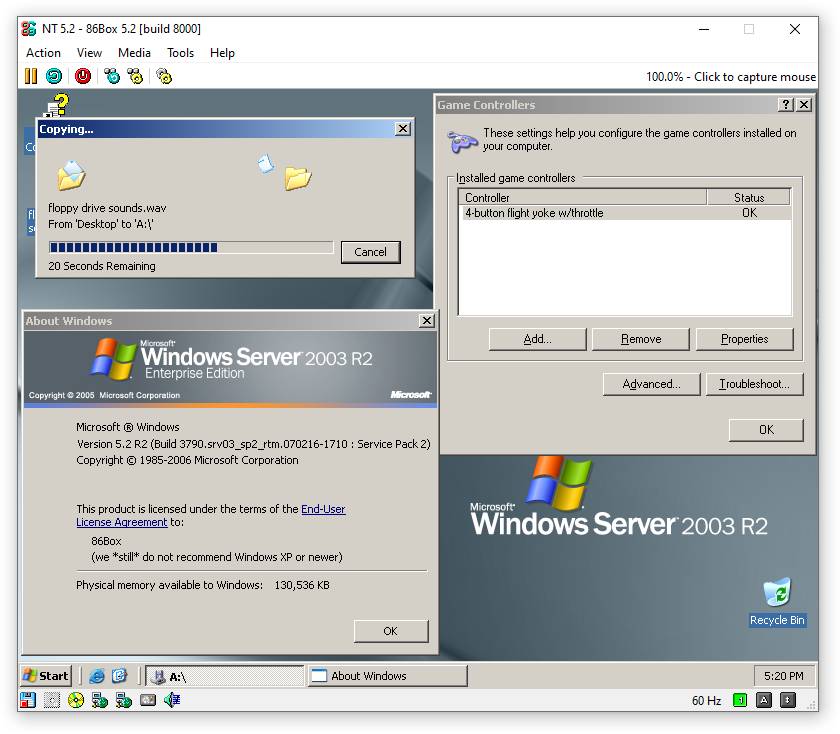 NT 5.2 - 86Box 5.2 [build 8000]
Action View Media Tools Help
100.0% - Click to capture mouse
Copying...
floppy drive sounds.wav
From 'Desktop' to 'A:\'
Cancel
20 Seconds Remaining
Game Controllers
These settings help you configure the game controllers installed on
your computer.
Installed game controllers
Controller Status
4-button flight yoke w/throttle OK
Add... Remove Properties
Advanced... Troubleshoot...
OK
About Windows
Microsoft
Windows Server 2003 R2
Enterprise Edition
Copyright © 2005 Microsoft Corporation Microsoft
Microsoft ® Windows
Version 5.2 R2 (Build 3790.srv03_sp2_rtm.070216-1710 : Service Pack 2)
Copyright © 1985-2006 Microsoft Corporation
This product is licensed under the terms of the End-User
License Agreement to:
86Box
(we *still* do not recommend Windows XP or newer)
Physical memory available to Windows: 130,536 KB
OK
Microsoft
Windows Server 2003 R2
Recycle Bin
Start A:\ About Windows 5:20 PM
60 Hz 1 A